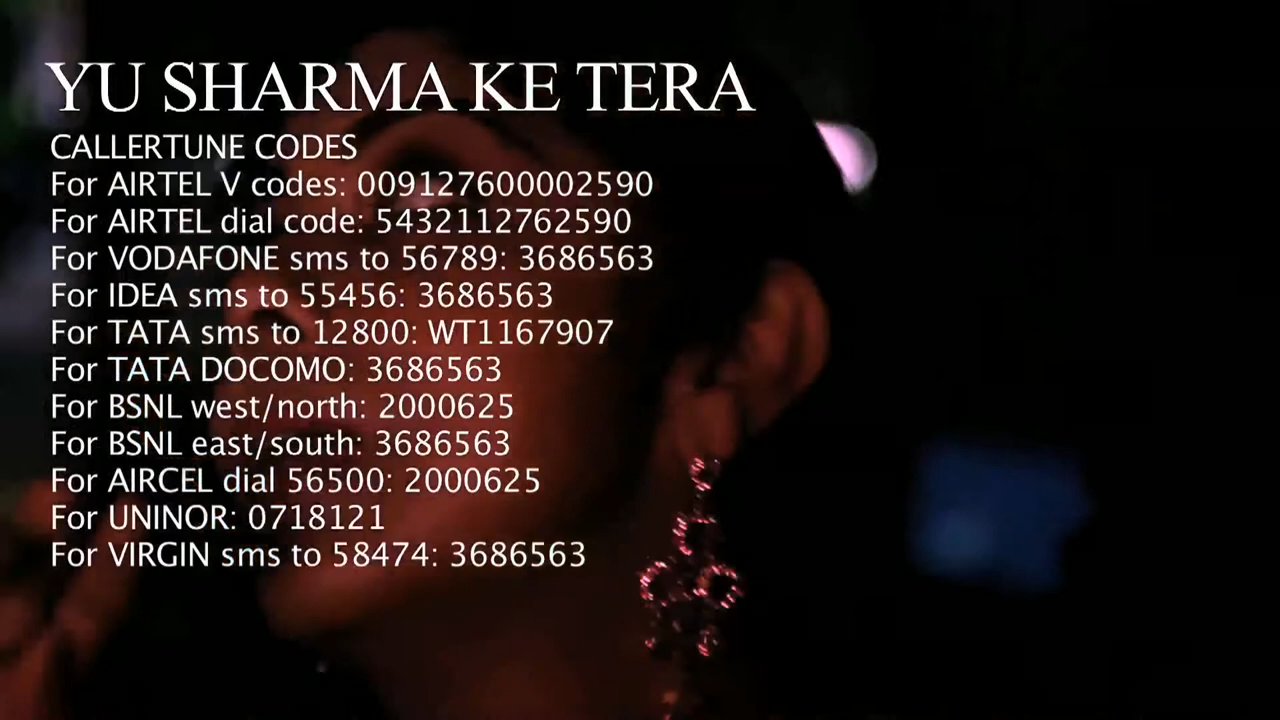 YU SHARMA KE TERA
CALLERTUNE CODES
For AIRTEL V codes: 009127600002590
For AIRTEL dial code: 5432112762590
For VODAFONE sms to 56789: 3686563
For IDEA sms to 55456: 3686563
For TATA sms to 12800: WT1167907
For TATA DOCOMO: 3686563
For BSNL west/north: 2000625
For BSNL east/south: 3686563
For AIRCEL dial 56500: 2000625
For UNINOR: 0718121
For VIRGIN sms to 58474: 3686563